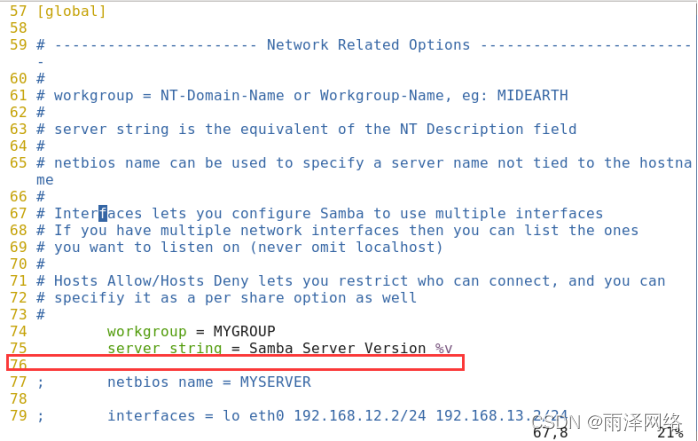 57 [global]
58
59 # ----------------------- Network Related Options ------------------------
-
60 #
61 # workgroup = NT-Domain-Name or Workgroup-Name, eg: MIDEARTH
62 #
63 # server string is the equivalent of the NT Description field
64 #
65 # netbios name can be used to specify a server name not tied to the hostna
me
66 #
67 # Interfaces lets you configure Samba to use multiple interfaces
68 # If you have multiple network interfaces then you can list the ones
69 # you want to listen on (never omit localhost)
70 #
71 # Hosts Allow/Hosts Deny lets you restrict who can connect, and you can
72 # specifiy it as a per share option as well
73 #
74 workgroup = MYGROUP
75 server string = Samba Server Version %v
76
77 ; netbios name = MYSERVER
78
79 ; interfaces = lo eth0 192.168.12.2/24 192.168.13.2/24
CSDN @雨泽网络
67,8 21%